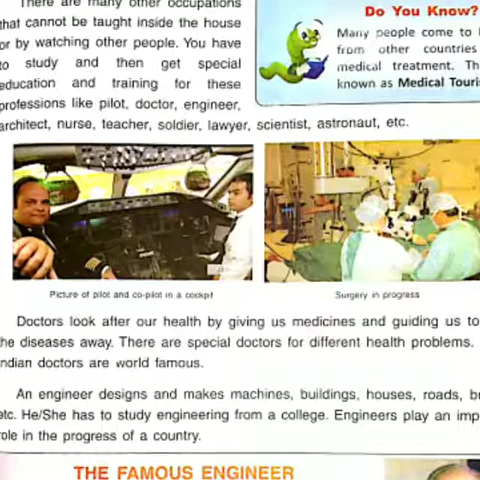 There are many other occupations
that cannot be taught inside the house
or by watching other people. You have
to study and then get special
education and training for these
professions like pilot, doctor, engineer,
architect, nurse, teacher, soldier, lawyer, scientist, astronaut, etc.
Do You Know?
Many people come to
from other countries
medical treatment.
known as Medical
Picture of pilot and co-pilot in a cockpit
Surgery in progress
Doctors look after our health by giving us medicines and guiding us to
the diseases away. There are special doctors for different health problems.
Indian doctors are world famous.
An engineer designs and makes machines, buildings, houses, roads,
etc. He/She has to study engineering from a college. Engineers play an
role in the progress of a country.
THE FAMOUS ENGINEER